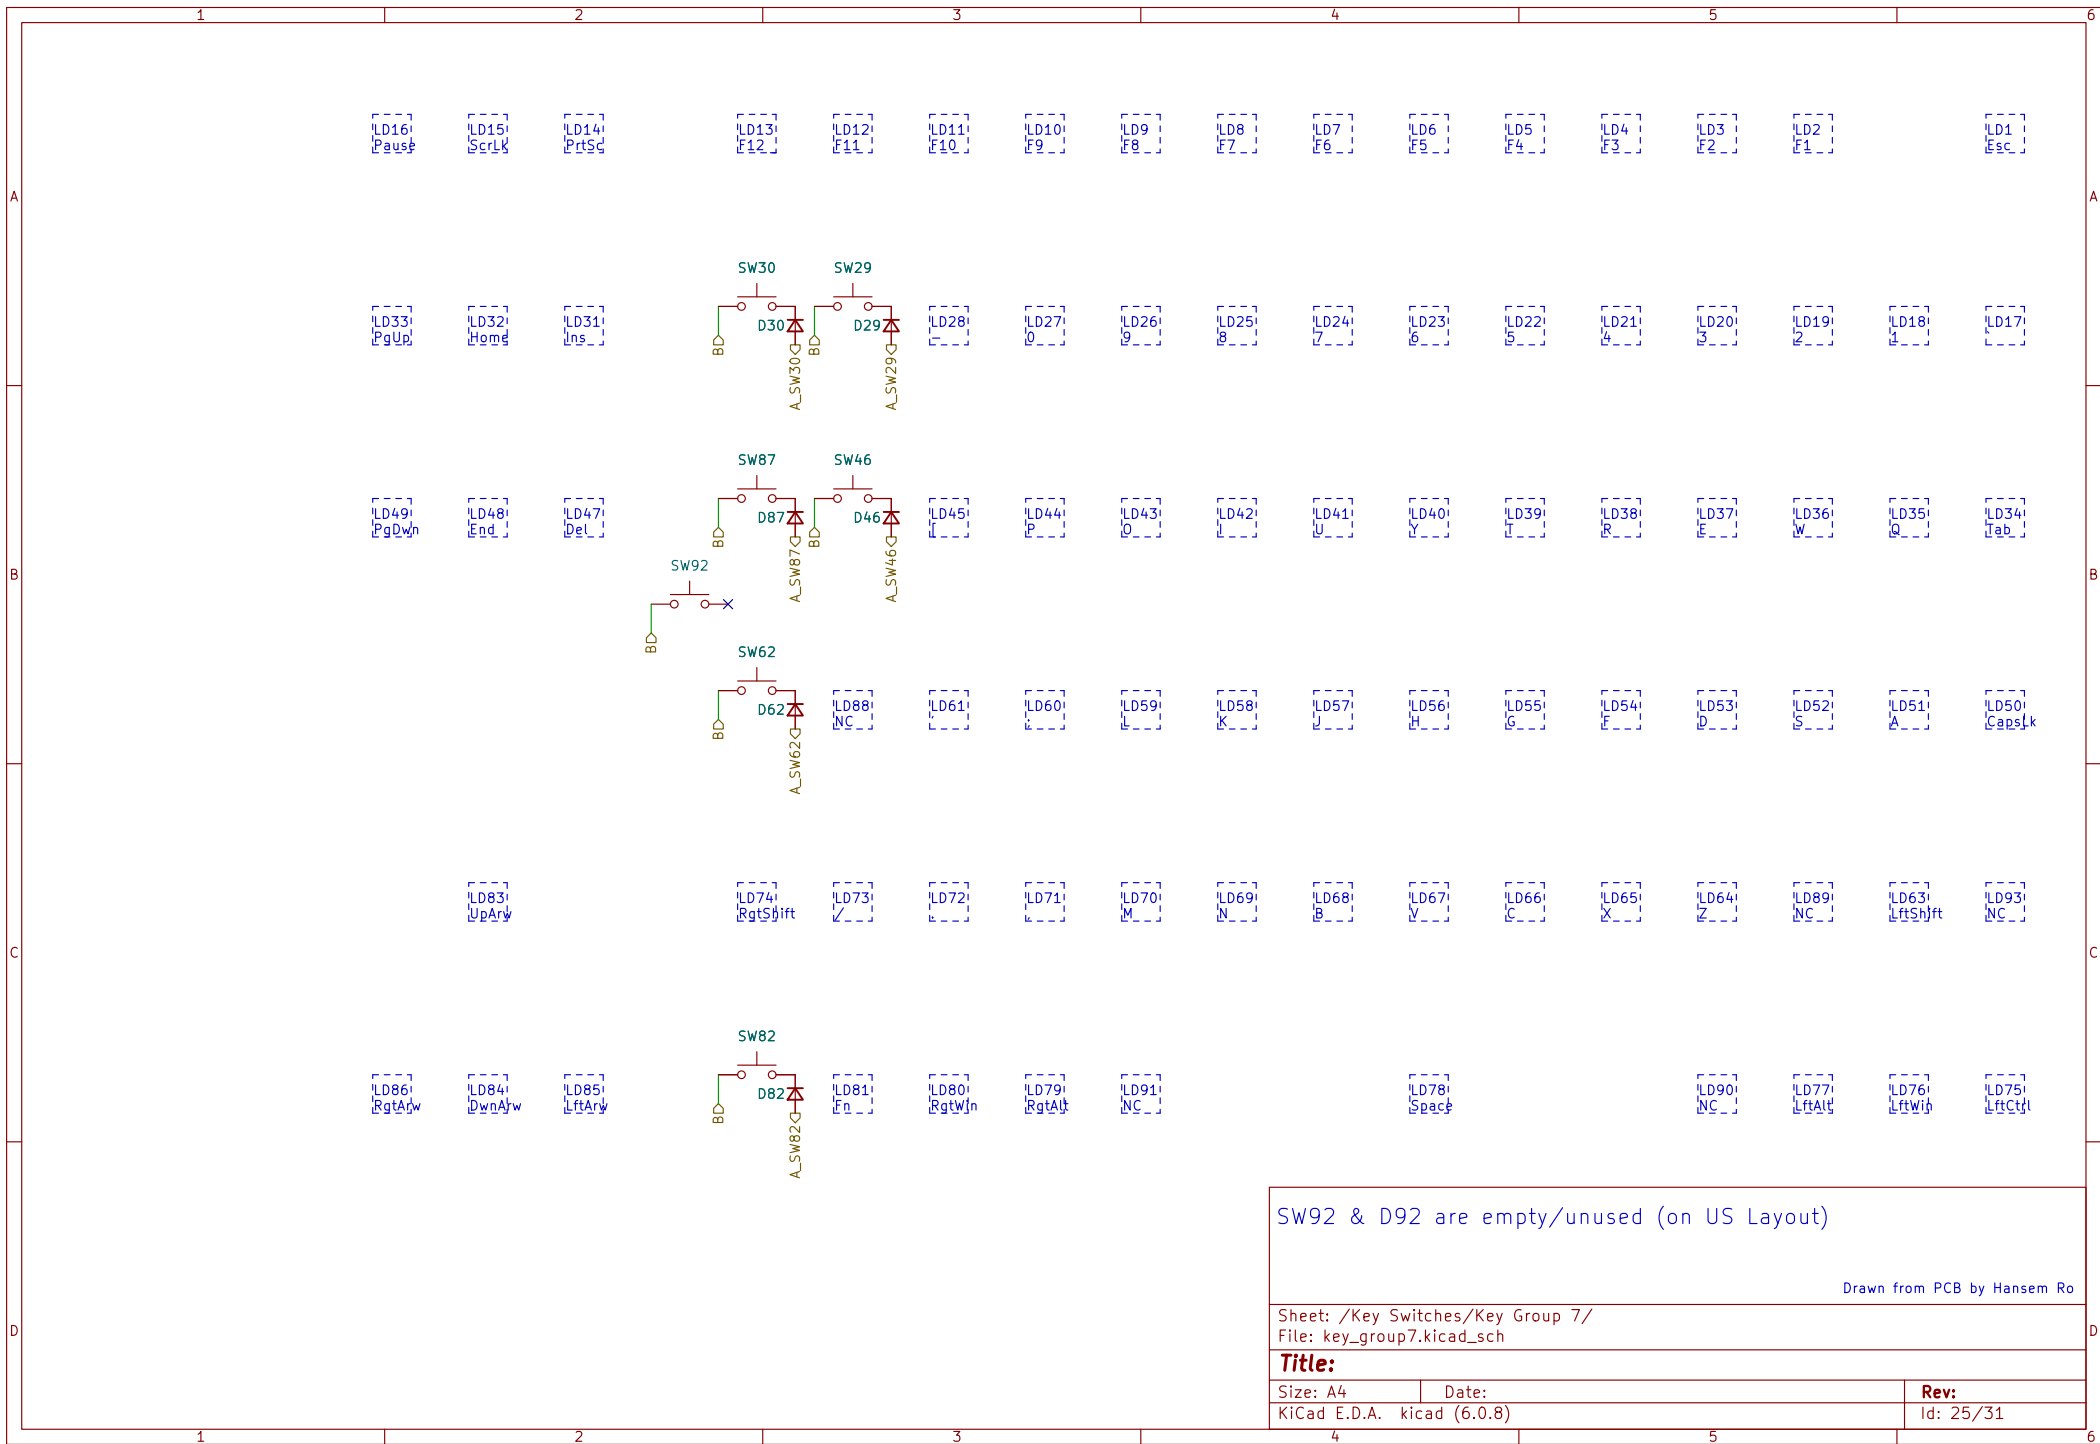 1 2 3 4 5 6
LD16 LD15 LD14 LD13 LD12 LD11 LD10 LD9 LD8 LD7 LD6 LD5 LD4 LD3 LD2 LD1
Pause ScrLk PrtSc F12 F11 F10 F9 F8 F7 F6 F5 F4 F3 F2 F1 Esc
A A
SW30 SW29
LD33 LD32 LD31 D30 D29 LD28 LD27 LD26 LD25 LD24 LD23 LD22 LD21 LD20 LD19 LD18 LD17
PgUp Home Ins - 0 9 8 7 6 5 4 3 2 1 `
B A_SW30 B A_SW29
SW87 SW46
LD49 LD48 LD47 D87 D46 LD45 LD44 LD43 LD42 LD41 LD40 LD39 LD38 LD37 LD36 LD35 LD34
PgDwn End Del [ P O I U Y T R E W Q Tab
B A_SW87 B A_SW46
SW92
B B
B
SW62
D62 LD88 LD61 LD60 LD59 LD58 LD57 LD56 LD55 LD54 LD53 LD52 LD51 LD50
NC ' ; L K J H G F D S A CapsLk
B A_SW62
LD83 LD74 LD73 LD72 LD71 LD70 LD69 LD68 LD67 LD66 LD65 LD64 LD89 LD63 LD93
UpArw RgtShift / . , M N B V C X Z NC LftShift NC
C C
SW82
LD86 LD84 LD85 D82 LD81 LD80 LD79 LD91 LD78 LD90 LD77 LD76 LD75
RgtArw DwnArw LftArw Fn RgtWin RgtAlt NC Space NC LftAlt LftWin LftCtrl
B A_SW82
SW92 & D92 are empty/unused (on US Layout)
Drawn from PCB by Hansem Ro
Sheet: /Key Switches/Key Group 7/
D D
File: key_group7.kicad_sch
Title:
Size: A4 Date: Rev:
KiCad E.D.A. kicad (6.0.8) Id: 25/31
1 2 3 4 5 6